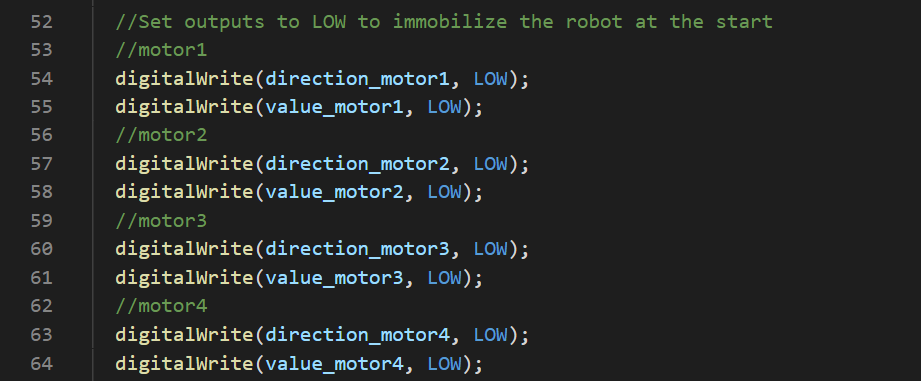 52 //Set outputs to LOW to immobilize the robot at the start
53 //motor1
54 digitalWrite(direction_motor1, LOW);
55 digitalWrite(value_motor1, LOW);
56 //motor2
57 digitalWrite(direction_motor2, LOW);
58 digitalWrite(value_motor2, LOW);
59 //motor3
60 digitalWrite(direction_motor3, LOW);
61 digitalWrite(value_motor3, LOW);
62 //motor4
63 digitalWrite(direction_motor4, LOW);
64 digitalWrite(value_motor4, LOW);